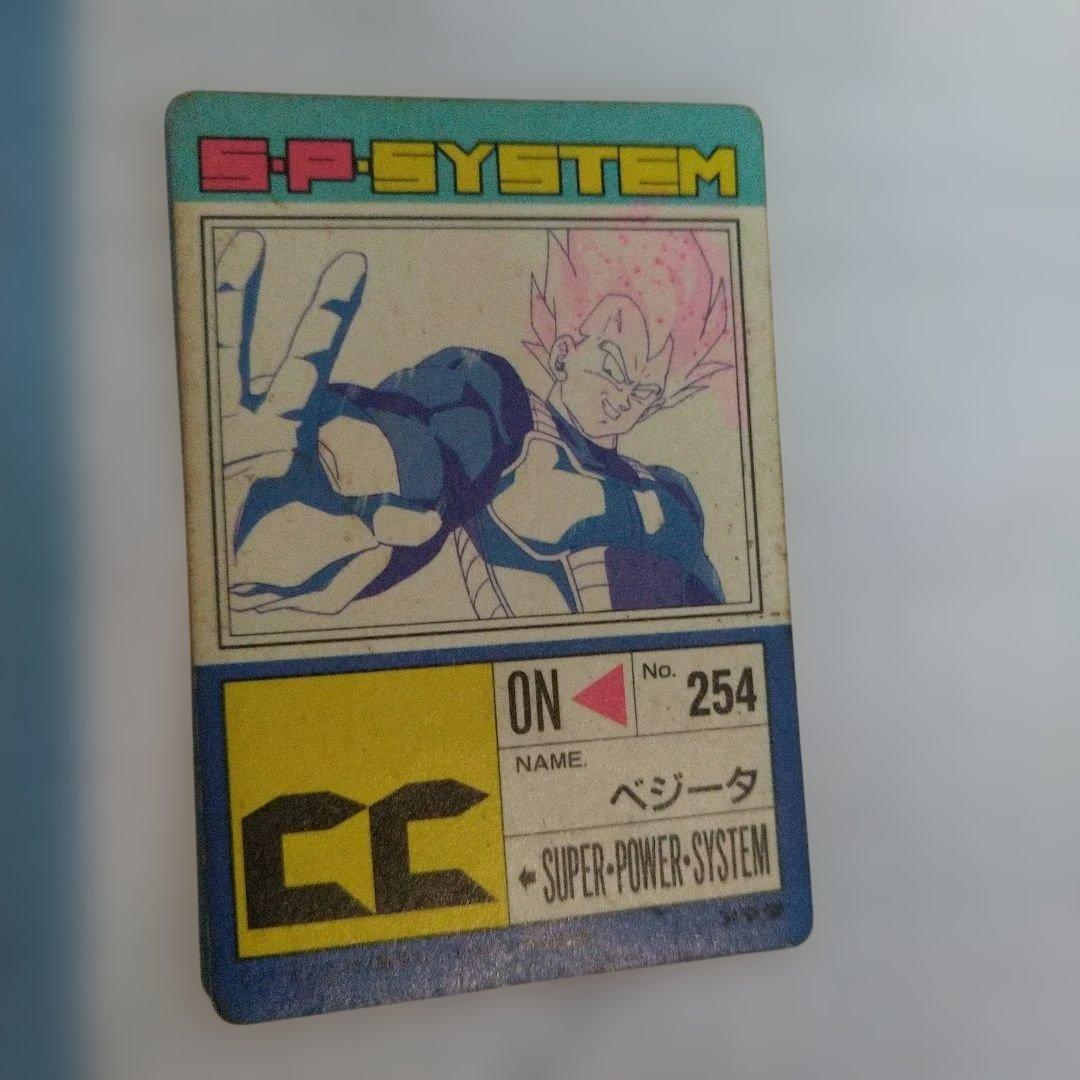 S·P·SYSTEM
ON
No. 254
NAME.
ベジータ
CC
SUPER·POWER·SYSTEM